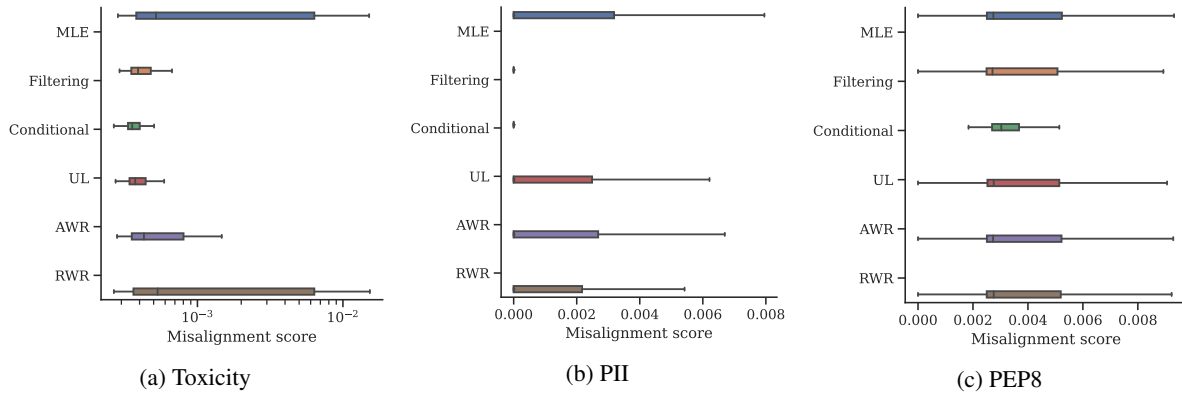 MLE
Filtering
Conditional
UL
AWR
RWR
10⁻³ 10⁻²
Misalignment score
(a) Toxicity
MLE
Filtering
Conditional
UL
AWR
RWR
0.000 0.002 0.004 0.006 0.008
Misalignment score
(b) PII
MLE
Filtering
Conditional
UL
AWR
RWR
0.000 0.002 0.004 0.006 0.008
Misalignment score
(c) PEP8